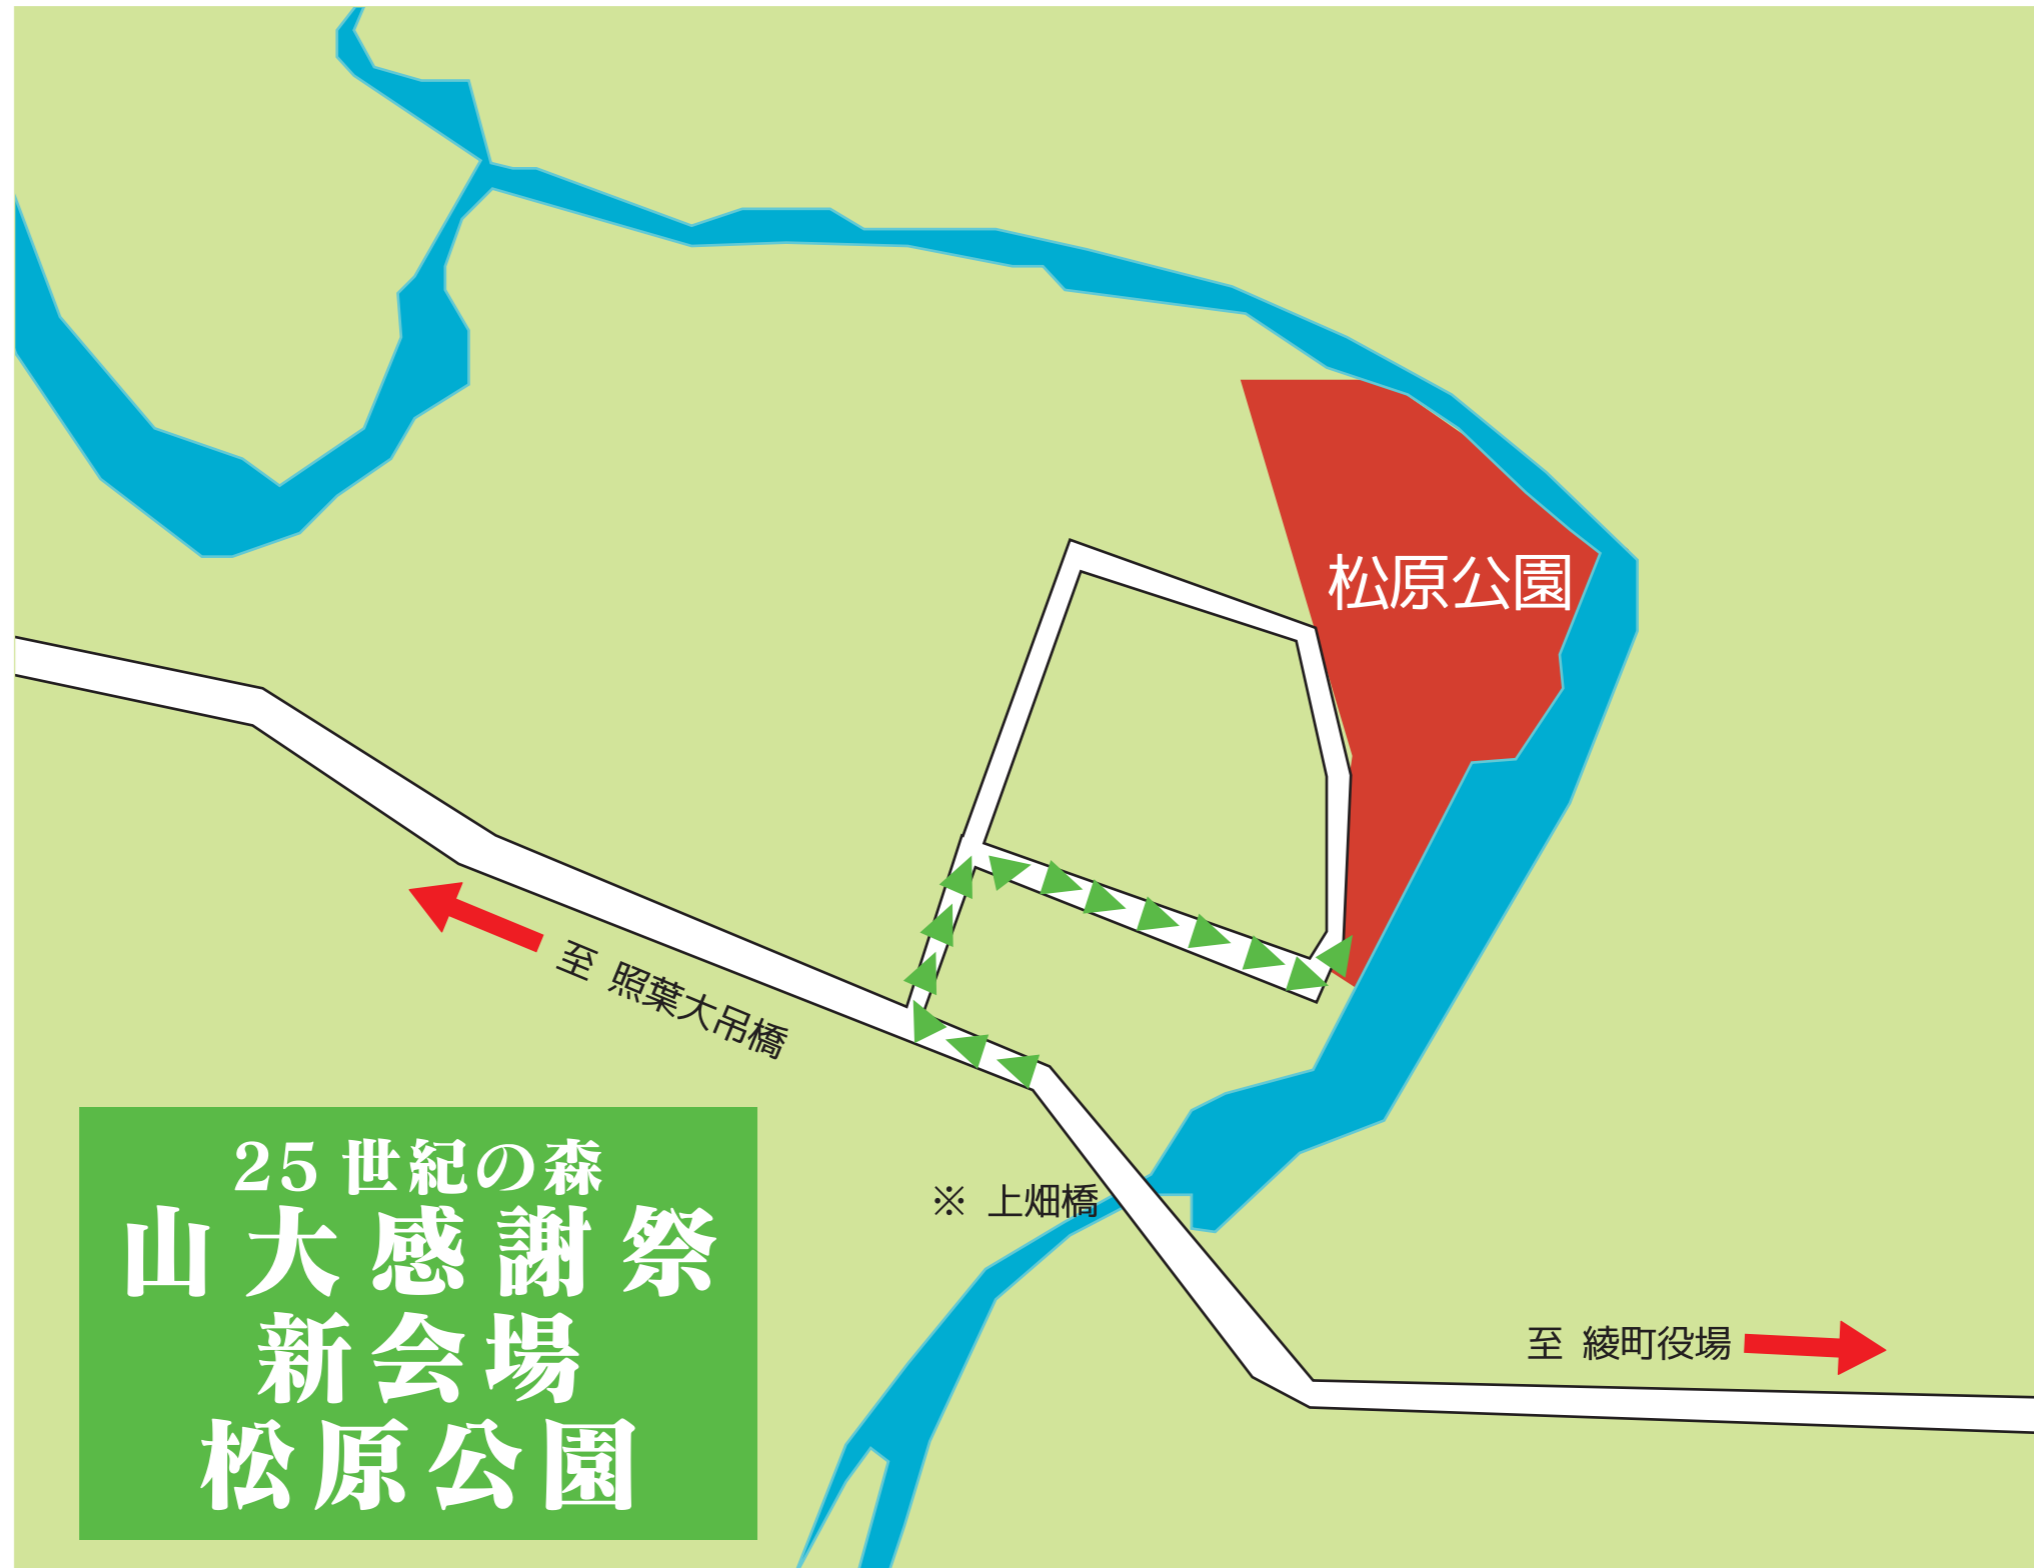 松原公園
至 照葉大吊橋
※ 上畑橋
至 綾町役場
25世紀の森
山大感謝祭
新会場
松原公園